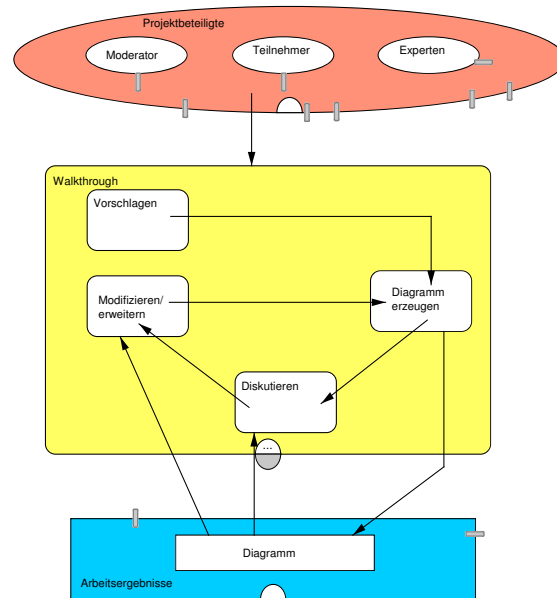 Projektbeteiligte
Moderator
Teilnehmer
Experten
Walkthrough
Vorschlagen
Modifizieren/
erweitern
Diagramm
erzeugen
Diskutieren
...
Diagramm
Arbeitsergebnisse